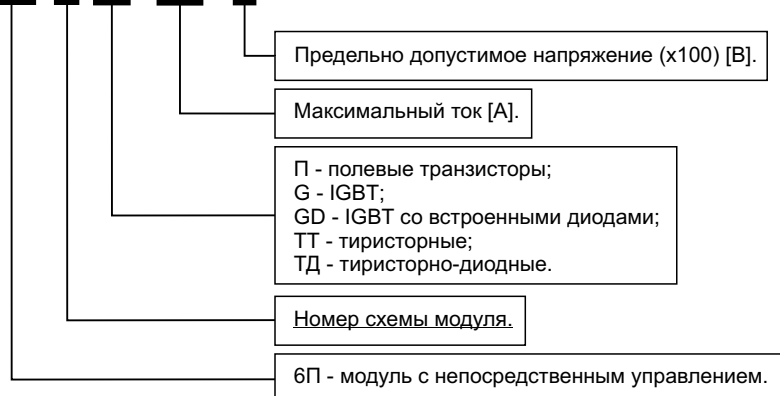 Предельно допустимое напряжение (х100) [В].
Максимальный ток [А].
П - полевые транзисторы;
G - IGBT;
GD - IGBT со встроенными диодами;
ТТ - тиристорные;
ТД - тиристорно-диодные.
Номер схемы модуля.
6П - модуль с непосредственным управлением.